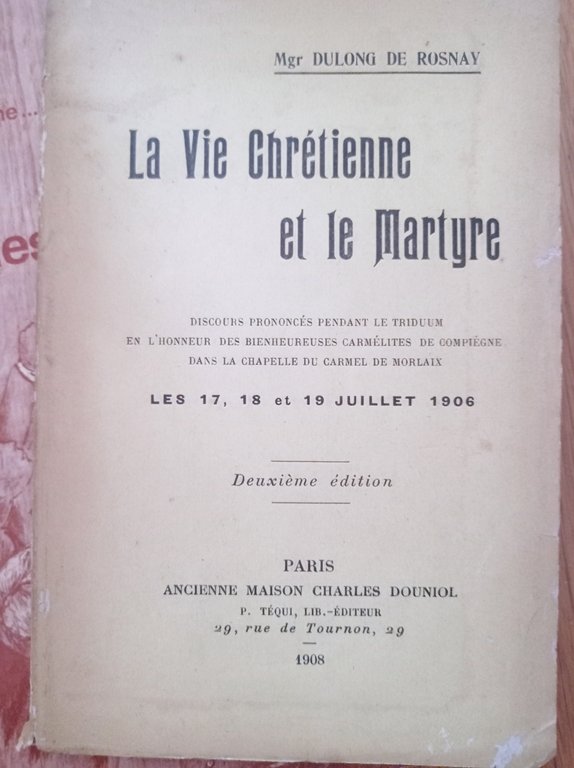 Mgr DULONG DE ROSNAY
La Vie Chrétienne
et le Martyre
DISCOURS PRONONCÉS PENDANT LE TRIDUUM
EN L'HONNEUR DES BIENHEUREUSES CARMÉLITES DE COMPIÉGNE
DANS LA CHAPELLE DU CARMEL DE MORLAIX
LES 17, 18 et 19 JUILLET 1906
Deuxième édition
PARIS
ANCIENNE MAISON CHARLES DOUNIOL
P. TÉQUI, LIB.-ÉDITEUR
29, rue de Tournon, 29
1908